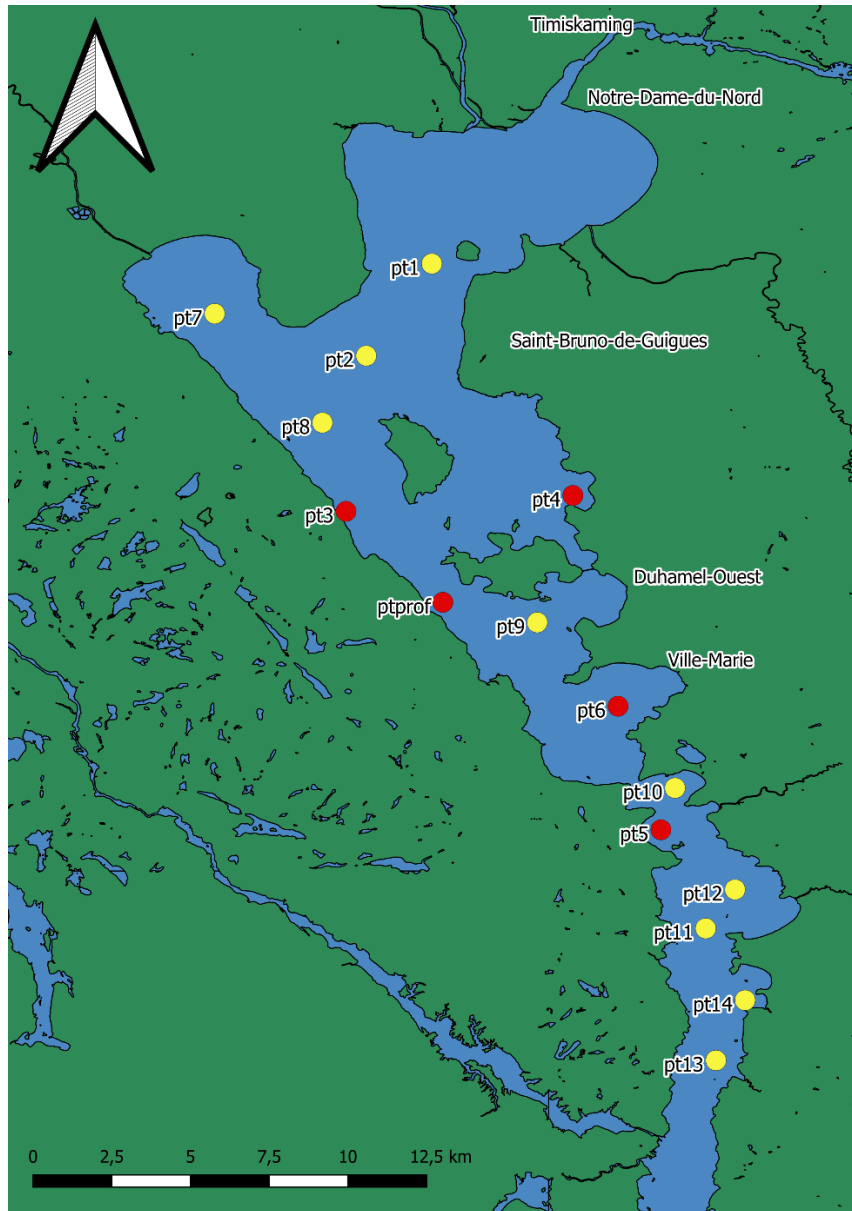 Timiskaming
Notre-Dame-du-Nord
pt1
pt7
Saint-Bruno-de-Guigues
pt2
pt8
pt4
pt3
Duhamel-Ouest
ptprof
pt9
Ville-Marie
pt6
pt10
pt5
pt12
pt11
pt14
pt13
0 2,5 5 7,5 10 12,5 km